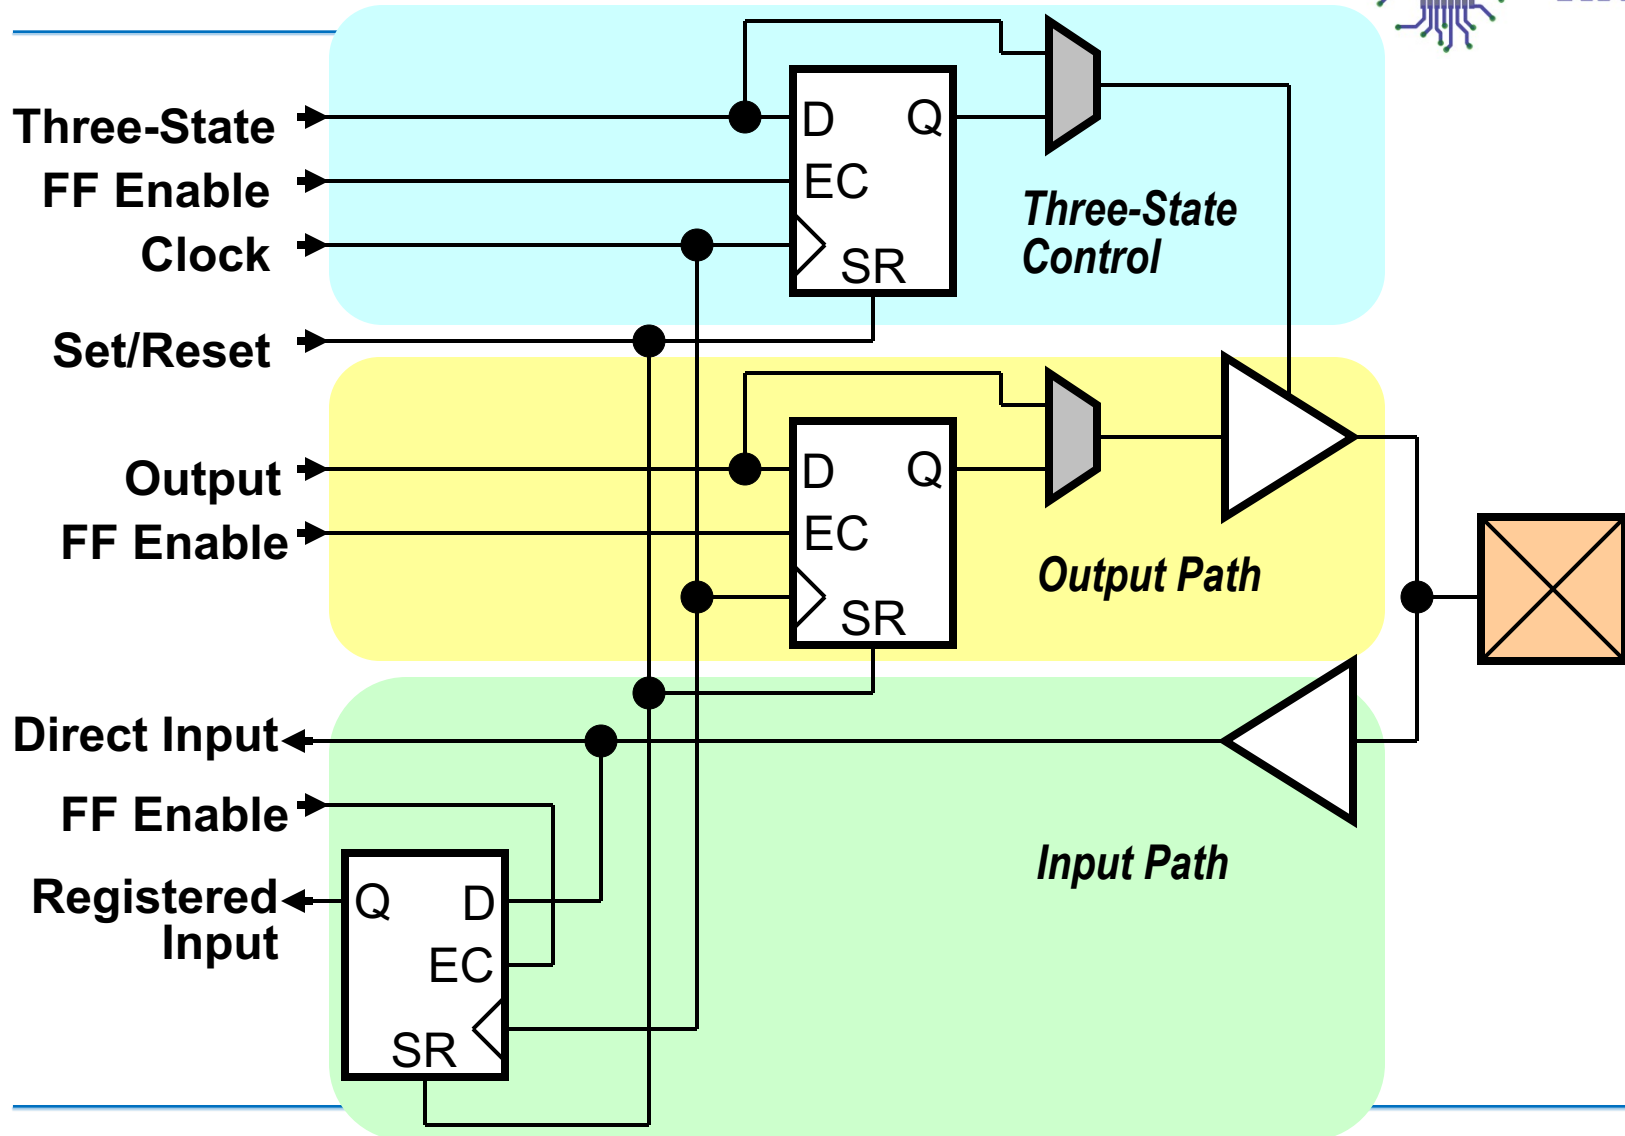 Three-State
FF Enable
Clock
Set/Reset
D
Q
EC
SR
Three-State
Control
Output
FF Enable
D
Q
EC
SR
Output Path
Direct Input
FF Enable
Registered
Input
Q
D
EC
SR
Input Path